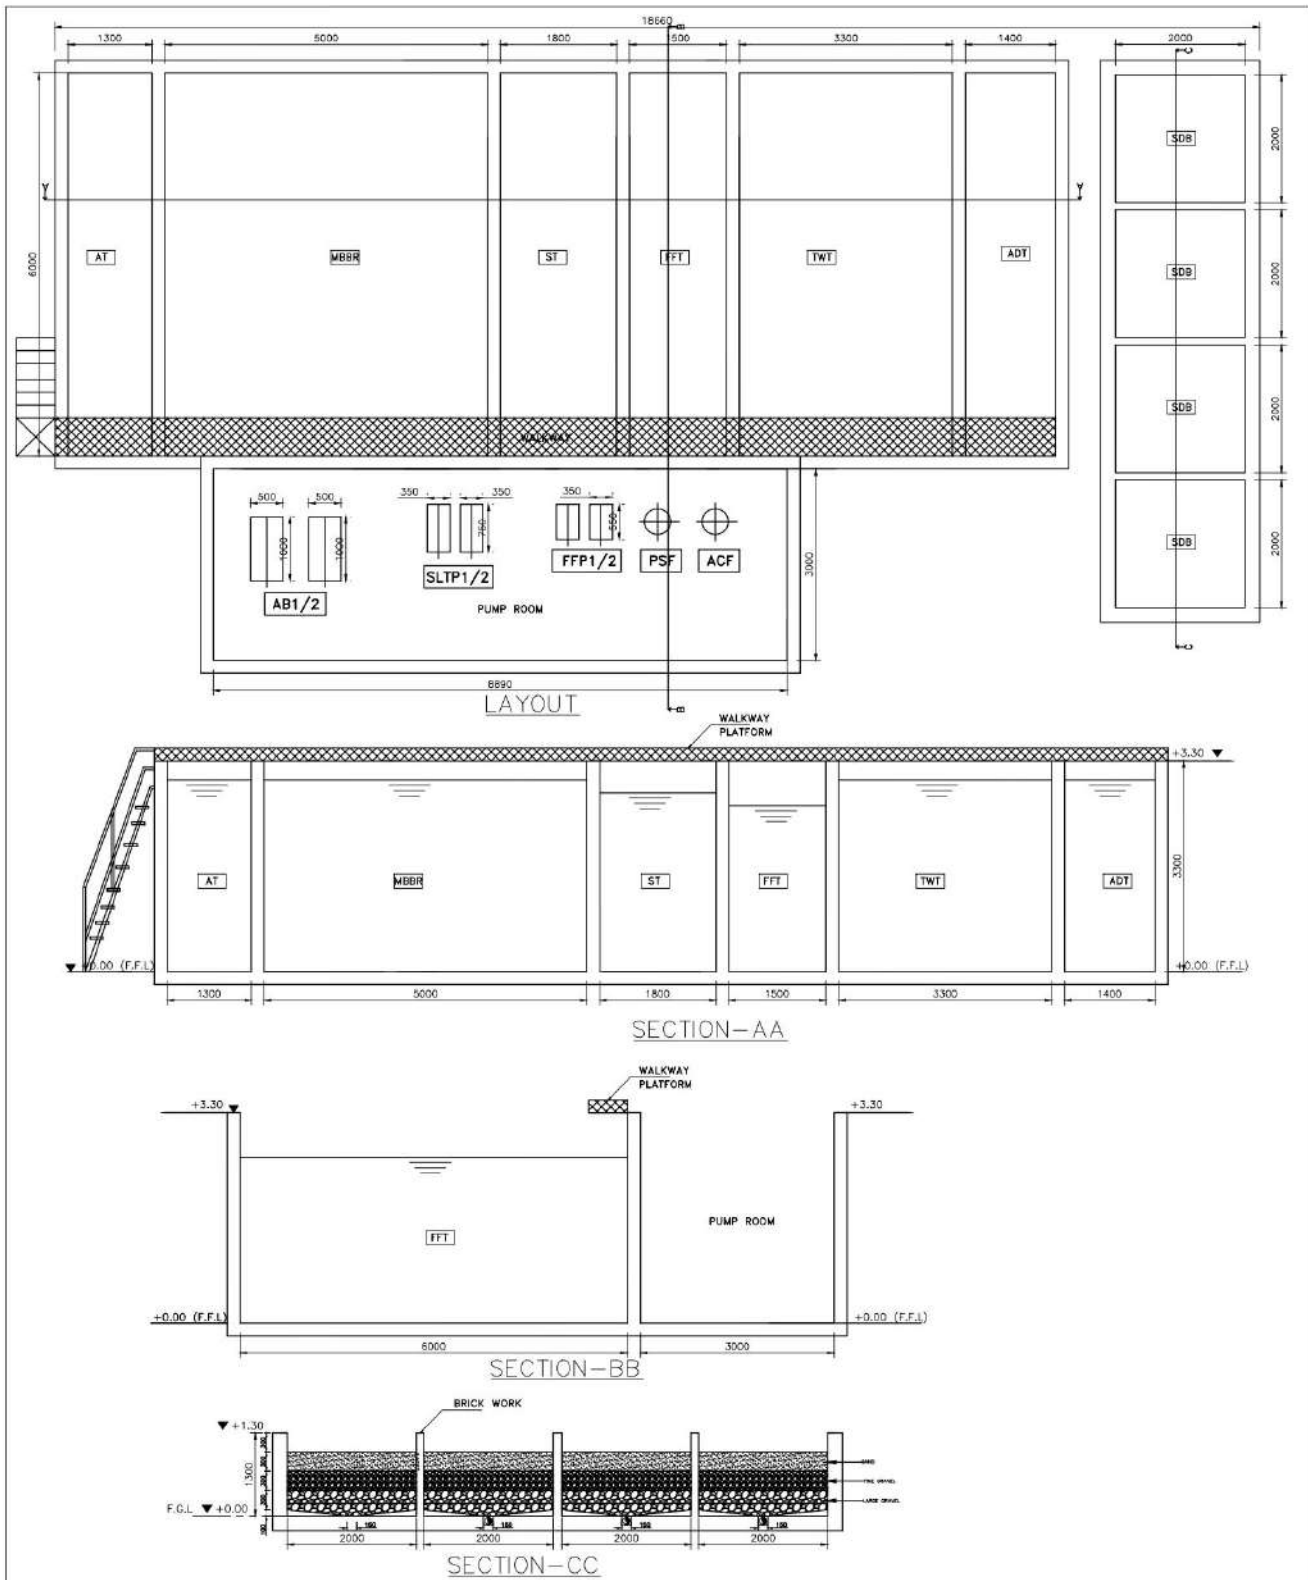 18660
B
1300
5000
1800
1500
3300
1400
2000
C
SDB
2000
A
A
6000
AT
MBBR
ST
FFT
TWT
ADT
SDB
2000
SDB
2000
WALKWAY
500
500
350
350
350
1000
1000
750
550
3000
SLTP1/2
FFP1/2
PSF
ACF
AB1/2
PUMP ROOM
SDB
2000
C
8890
B
LAYOUT
WALKWAY
PLATFORM
+3.30
AT
MBBR
ST
FFT
TWT
ADT
3300
+0.00 (F.F.L)
+0.00 (F.F.L)
1300
5000
1800
1500
3300
1400
SECTION-AA
WALKWAY
PLATFORM
+3.30
+3.30
FFT
PUMP ROOM
+0.00 (F.F.L)
+0.00 (F.F.L)
6000
3000
SECTION-BB
BRICK WORK
+1.30
1300
SAND
FINE GRAVEL
LARGE GRAVEL
F.G.L +0.00
150
150
150
150
2000
2000
2000
2000
SECTION-CC